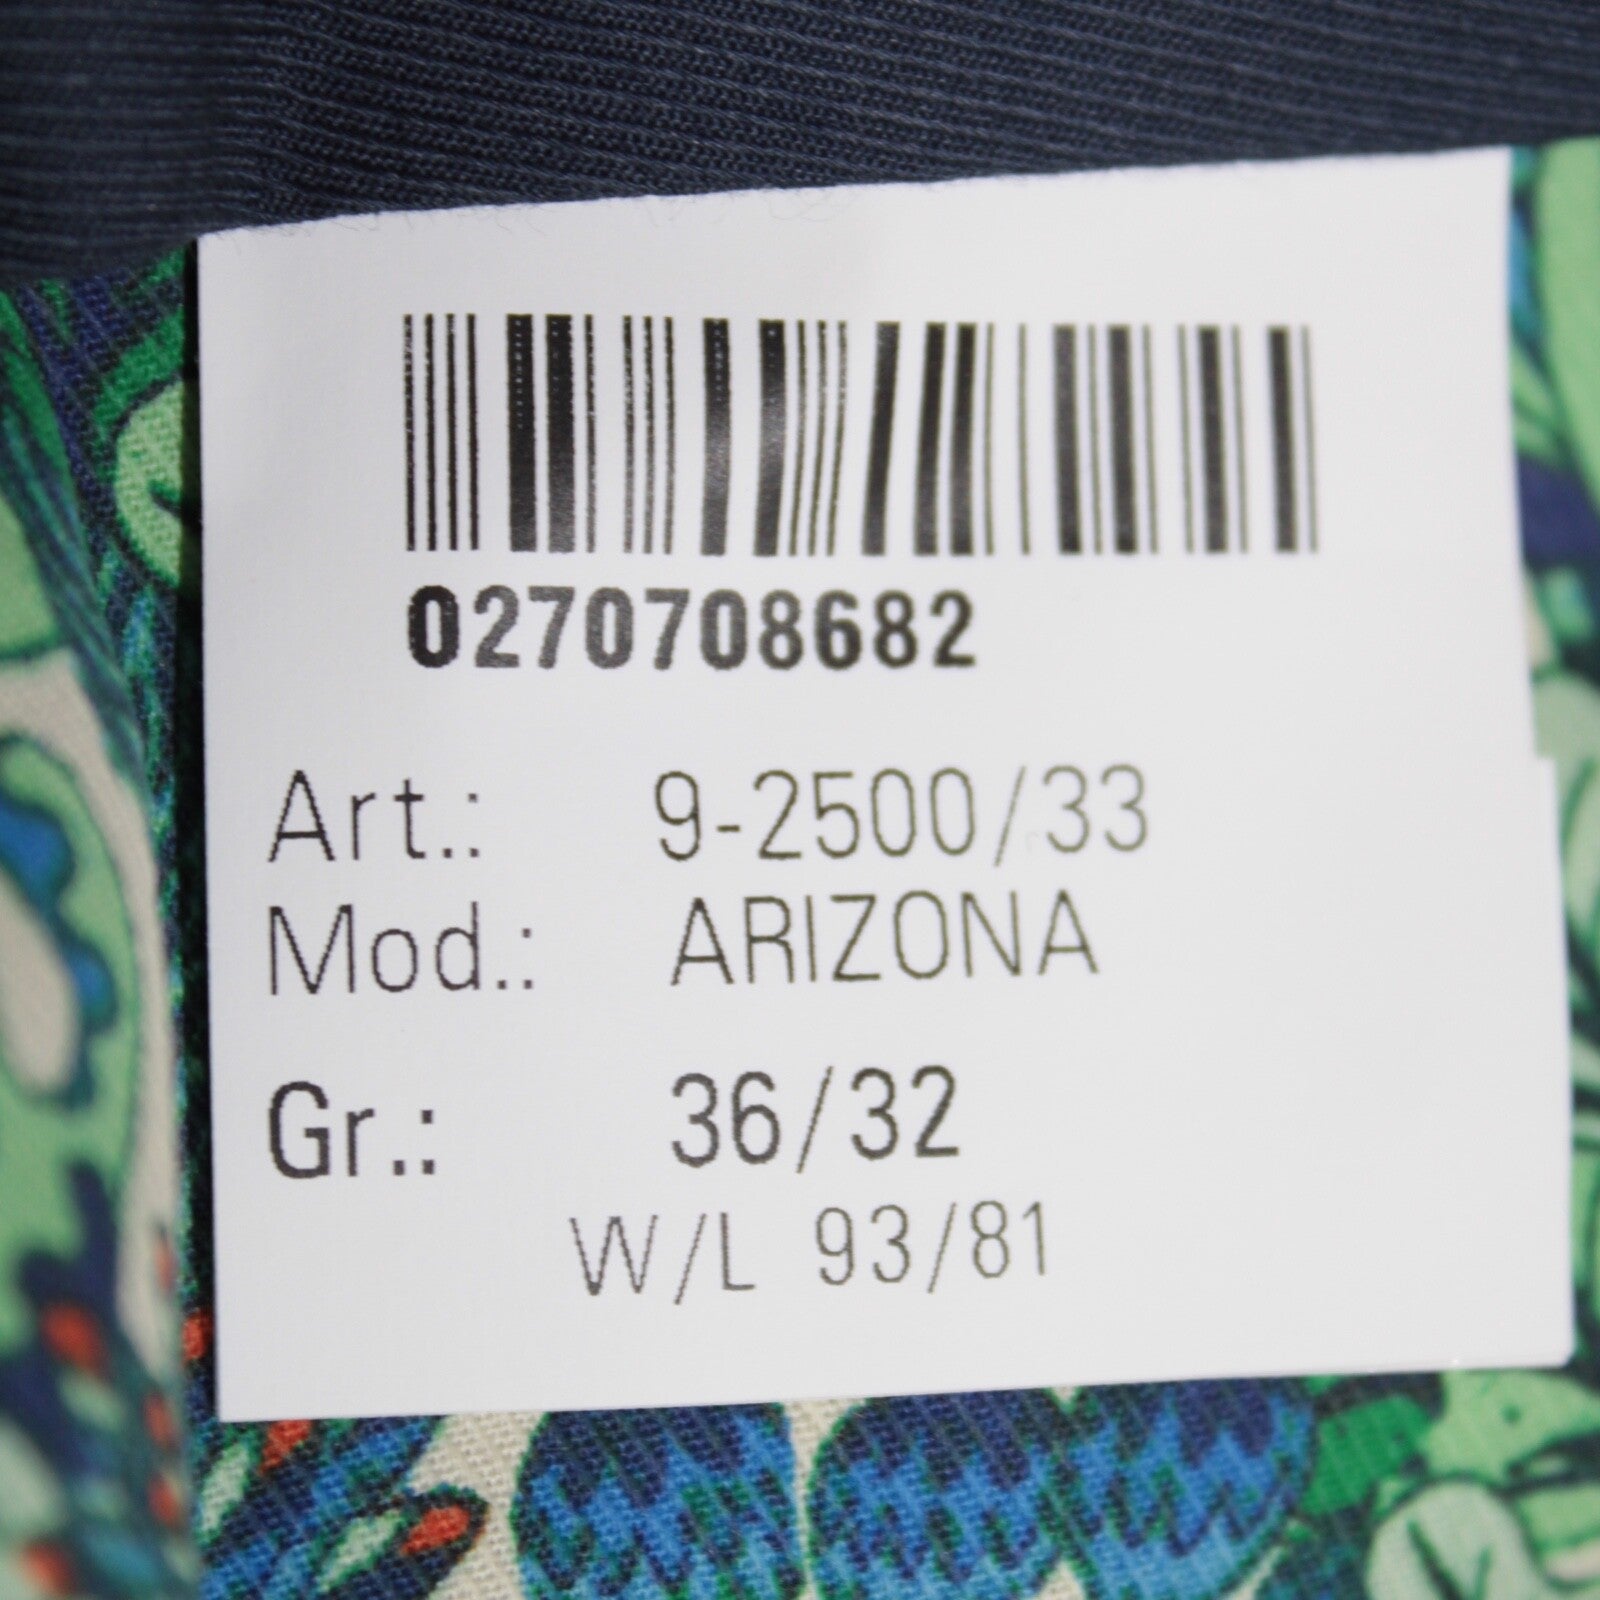 0270708682
Art.: 9-2500/33
Mod.: ARIZONA
Gr.: 36/32
W/L 93/81